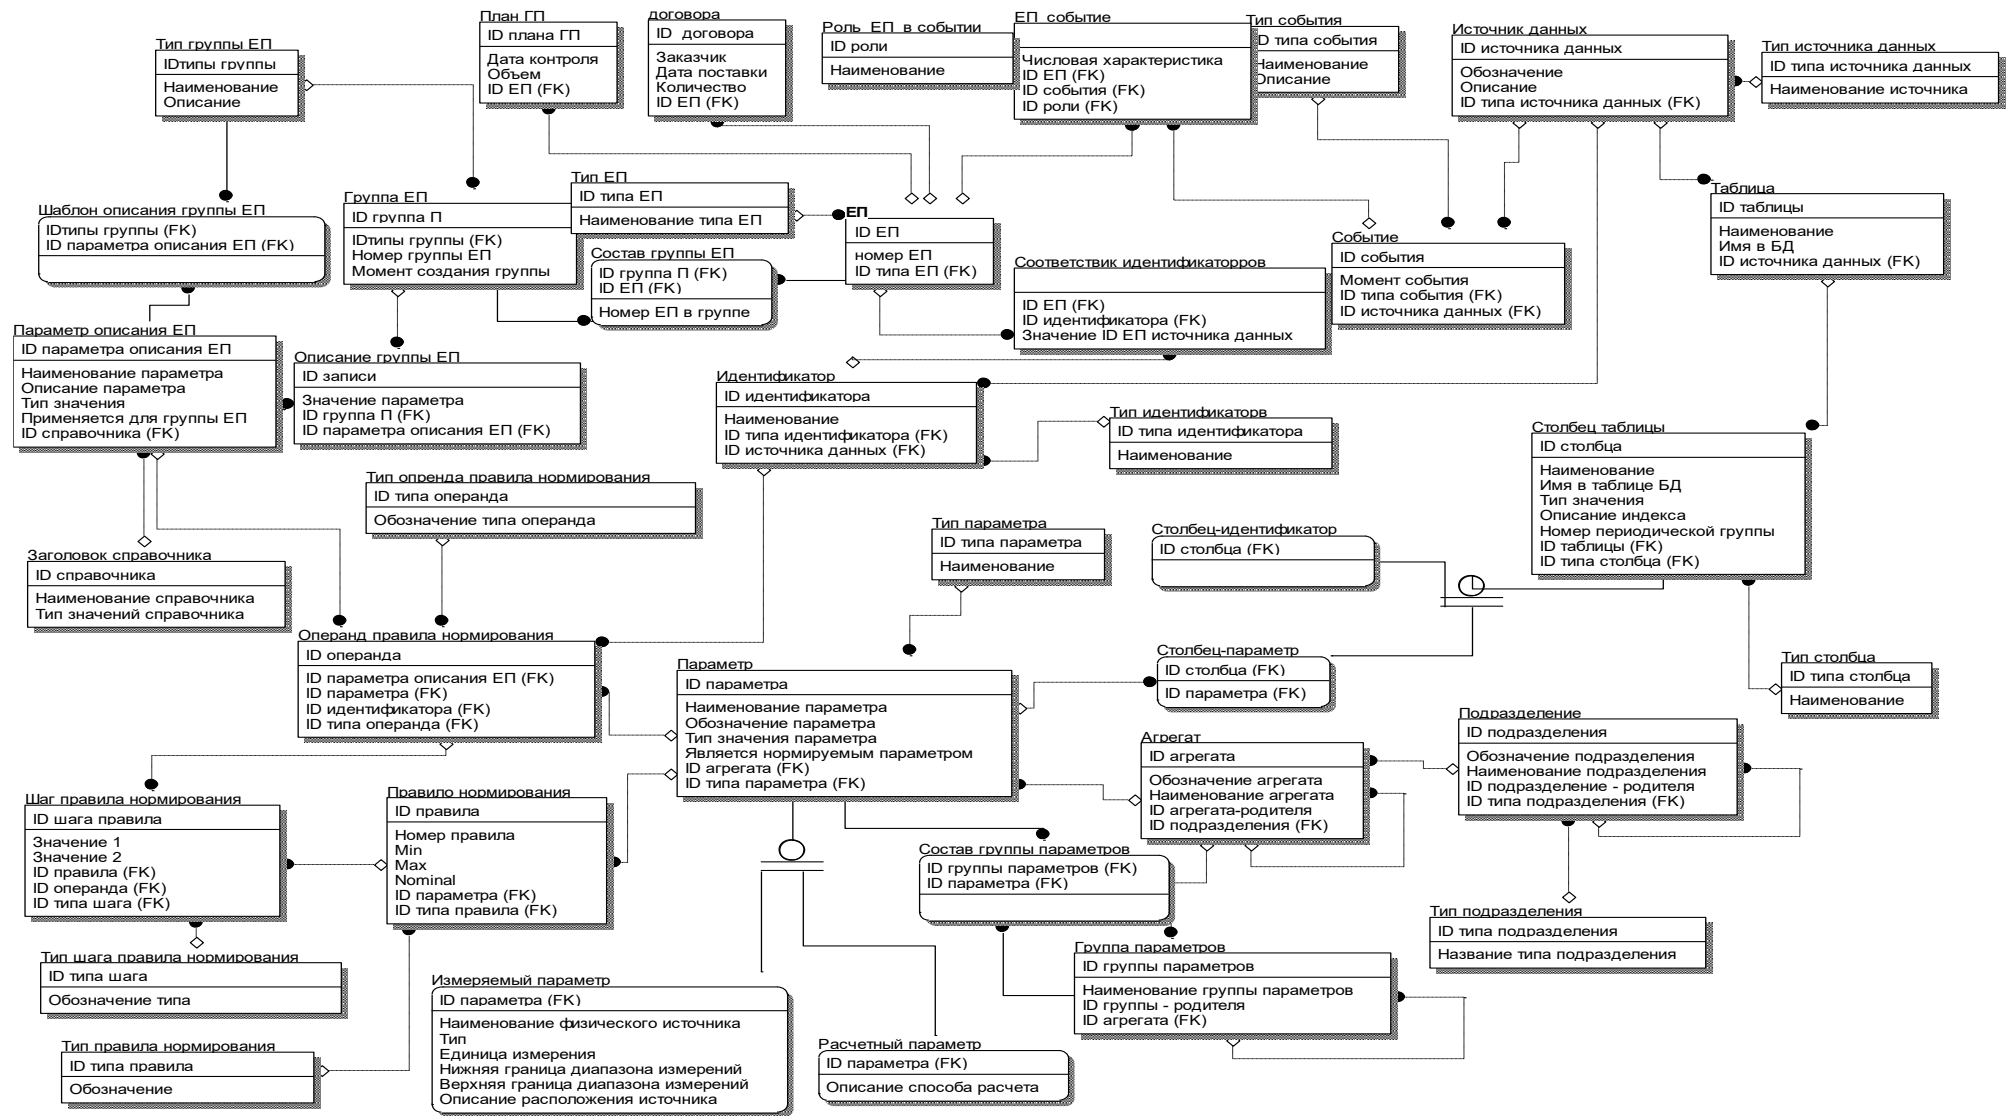 Тип группы ЕП
IDтипы группы
Наименование
Описание
План ГП
ID плана ГП
Дата контроля
Объем
ID ЕП (FK)
договора
ID договора
Заказчик
Дата поставки
Количество
ID ЕП (FK)
Роль ЕП в событии
ID роли
Наименование
ЕП событие
Числовая характеристика
ID ЕП (FK)
ID события (FK)
ID роли (FK)
Тип события
ID типа события
Наименование
Описание
Источник данных
ID источника данных
Обозначение
Описание
ID типа источника данных (FK)
Тип источника данных
ID типа источника данных
Наименование источника
Шаблон описания группы ЕП
IDтипы группы (FK)
ID параметра описания ЕП (FK)
Группа ЕП
ID группа П
IDтипы группы (FK)
Номер группы ЕП
Момент создания группы
Тип ЕП
ID типа ЕП
Наименование типа ЕП
Состав группы ЕП
ID группа П (FK)
ID ЕП (FK)
Номер ЕП в группе
ЕП
ID ЕП
номер ЕП
ID типа ЕП (FK)
Соответствик идентификаторров
ID ЕП (FK)
ID идентификатора (FK)
Значение ID ЕП источника данных
Событие
ID события
Момент события
ID типа события (FK)
ID источника данных (FK)
Таблица
ID таблицы
Наименование
Имя в БД
ID источника данных (FK)
Параметр описания ЕП
ID параметра описания ЕП
Наименование параметра
Описание параметра
Тип значения
Применяется для группы ЕП
ID справочника (FK)
Описание группы ЕП
ID записи
Значение параметра
ID группа П (FK)
ID параметра описания ЕП (FK)
Идентификатор
ID идентификатора
Наименование
ID типа идентификатора (FK)
ID источника данных (FK)
Тип идентификаторв
ID типа идентификатора
Наименование
Столбец таблицы
ID столбца
Наименование
Имя в таблице БД
Тип значения
Описание индекса
Номер периодической группы
ID таблицы (FK)
ID типа столбца (FK)
Тип опренда правила нормирования
ID типа операнда
Обозначение типа операнда
Заголовок справочника
ID справочника
Наименование справочника
Тип значений справочника
Тип параметра
ID типа параметра
Наименование
Столбец-идентификатор
ID столбца (FK)
Операнд правила нормирования
ID операнда
ID параметра описания ЕП (FK)
ID параметра (FK)
ID идентификатора (FK)
ID типа операнда (FK)
Параметр
ID параметра
Наименование параметра
Обозначение параметра
Тип значения параметра
Является нормируемым параметром
ID агрегата (FK)
ID типа параметра (FK)
Столбец-параметр
ID столбца (FK)
ID параметра (FK)
Тип столбца
ID типа столбца
Наименование
Агрегат
ID агрегата
Обозначение агрегата
Наименование агрегата
ID агрегата-родителя
ID подразделения (FK)
Подразделение
ID подразделения
Обозначение подразделения
Наименование подразделения
ID подразделение - родителя
ID типа подразделения (FK)
Шаг правила нормирования
ID шага правила
Значение 1
Значение 2
ID правила (FK)
ID операнда (FK)
ID типа шага (FK)
Правило нормирования
ID правила
Номер правила
Min
Max
Nominal
ID параметра (FK)
ID типа правила (FK)
Состав группы параметров
ID группы параметров (FK)
ID параметра (FK)
Тип подразделения
ID типа подразделения
Название типа подразделения
Тип шага правила нормирования
ID типа шага
Обозначение типа
Группа параметров
ID группы параметров
Наименование группы параметров
ID группы - родителя
ID агрегата (FK)
Измеряемый параметр
ID параметра (FK)
Наименование физического источника
Тип
Единица измерения
Нижняя граница диапазона измерений
Верхняя граница диапазона измерений
Описание расположения источника
Тип правила нормирования
ID типа правила
Обозначение
Расчетный параметр
ID параметра (FK)
Описание способа расчета